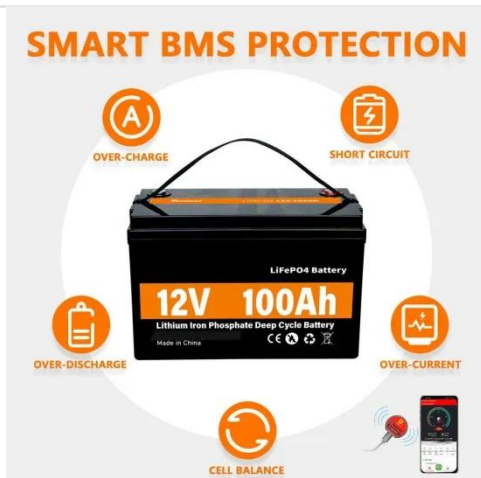 SMART BMS PROTECTION
A
OVER-CHARGE
SHORT CIRCUIT
LiFePO4 Battery
12V 100Ah
Lithium Iron Phosphate Deep Cycle Battery
Made in China
CE
OVER-DISCHARGE
OVER-CURRENT
CELL BALANCE